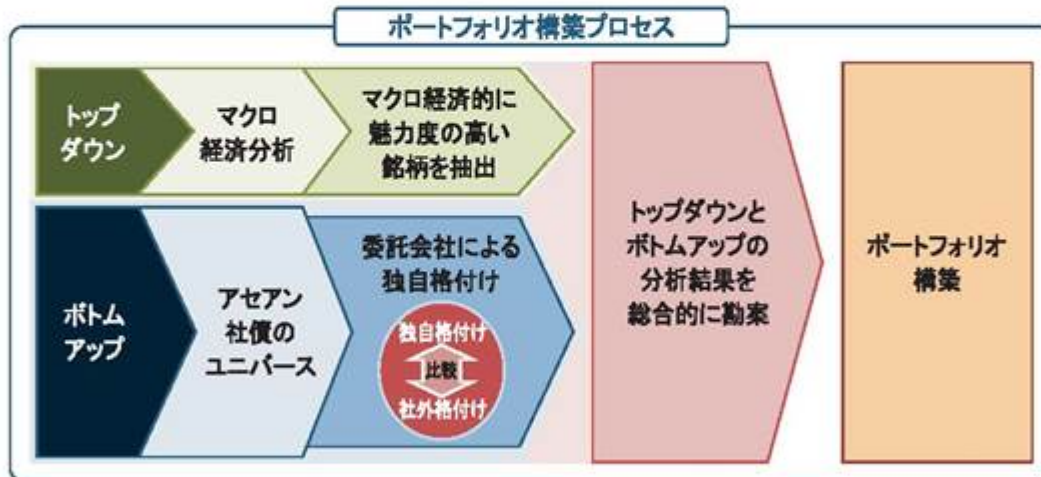 ポートフォリオ構築プロセス
トップ
ダウン
マクロ
経済分析
マクロ経済的に
魅力度の高い
銘柄を抽出
ボトム
アップ
アセアン
社債の
ユニバース
委託会社による
独自格付け
独自格付け
比較
社外格付け
トップダウンと
ボトムアップの
分析結果を
総合的に勘案
ポートフォリオ
構築